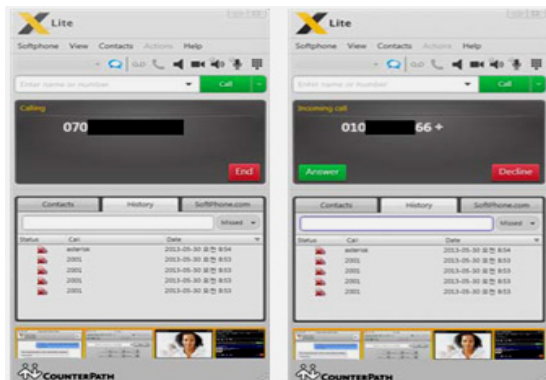 X Lite
Softphone View Contacts Actions Help
Enter name or number Call
Calling
070
End
Contacts History SoftPhone.com
Missed
Status Call Date
asterisk 2013-05-30 오전 8:54
2001 2013-05-30 오전 8:53
2001 2013-05-30 오전 8:53
2001 2013-05-30 오전 8:53
2001 2013-05-30 오전 8:53
COUNTERPATH
X Lite
Softphone View Contacts Actions Help
Enter name or number Call
Incoming call
010 66 +
Answer Decline
Contacts History SoftPhone.com
Missed
Status Call Date
asterisk 2013-05-30 오전 8:54
2001 2013-05-30 오전 8:53
2001 2013-05-30 오전 8:53
2001 2013-05-30 오전 8:53
2001 2013-05-30 오전 8:53
COUNTERPATH